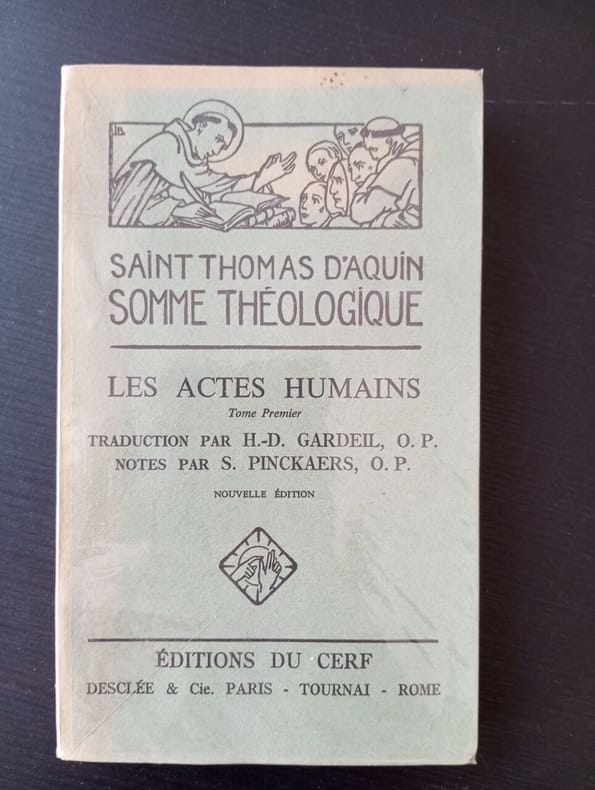 SAINT THOMAS D'AQUIN
SOMME THÉOLOGIQUE
LES ACTES HUMAINS
Tome Premier
TRADUCTION PAR H.-D. GARDEIL, O. P.
NOTES PAR S. PINCKAERS, O. P.
NOUVELLE ÉDITION
ÉDITIONS DU CERF
DESCLÉE & Cie. PARIS - TOURNAI - ROME